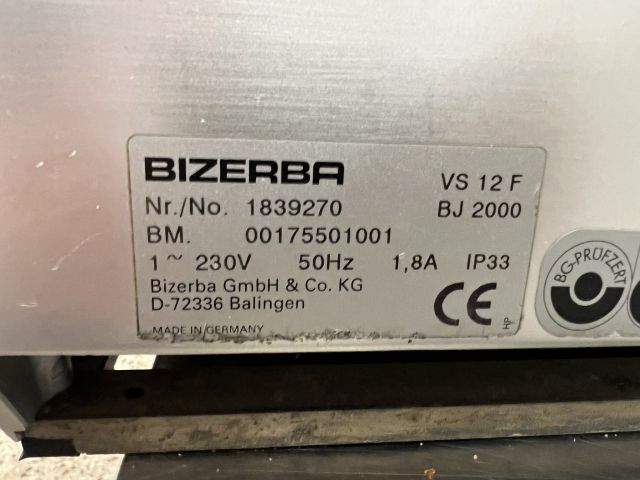 BIZERBA VS 12 F
Nr./No. 1839270 BJ 2000
BM. 00175501001
1~ 230V 50Hz 1,8A IP33
Bizerba GmbH & Co. KG
D-72336 Balingen
CE
MADE IN GERMANY
HP
BG-PRÜFZERT